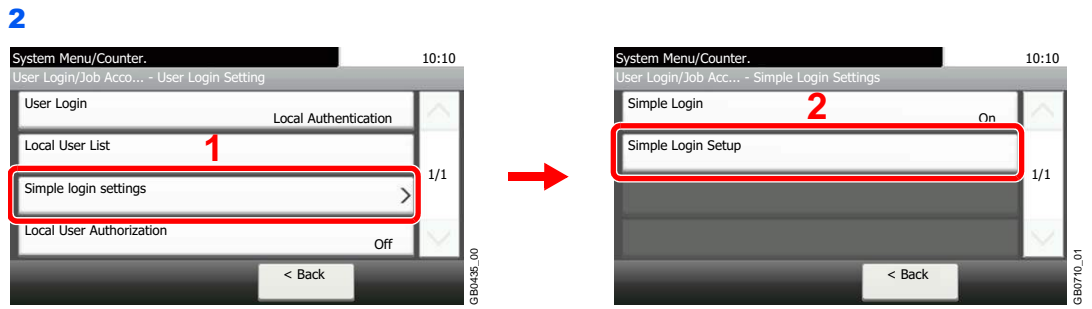 2
System Menu/Counter.
10:10
User Login/Job Acco... - User Login Setting
User Login
Local Authentication
Local User List
1
Simple login settings
>
1/1
Local User Authorization
Off
< Back
GB0435_00
System Menu/Counter.
10:10
User Login/Job Acc... - Simple Login Settings
Simple Login
2
On
Simple Login Setup
1/1
< Back
GB0710_01